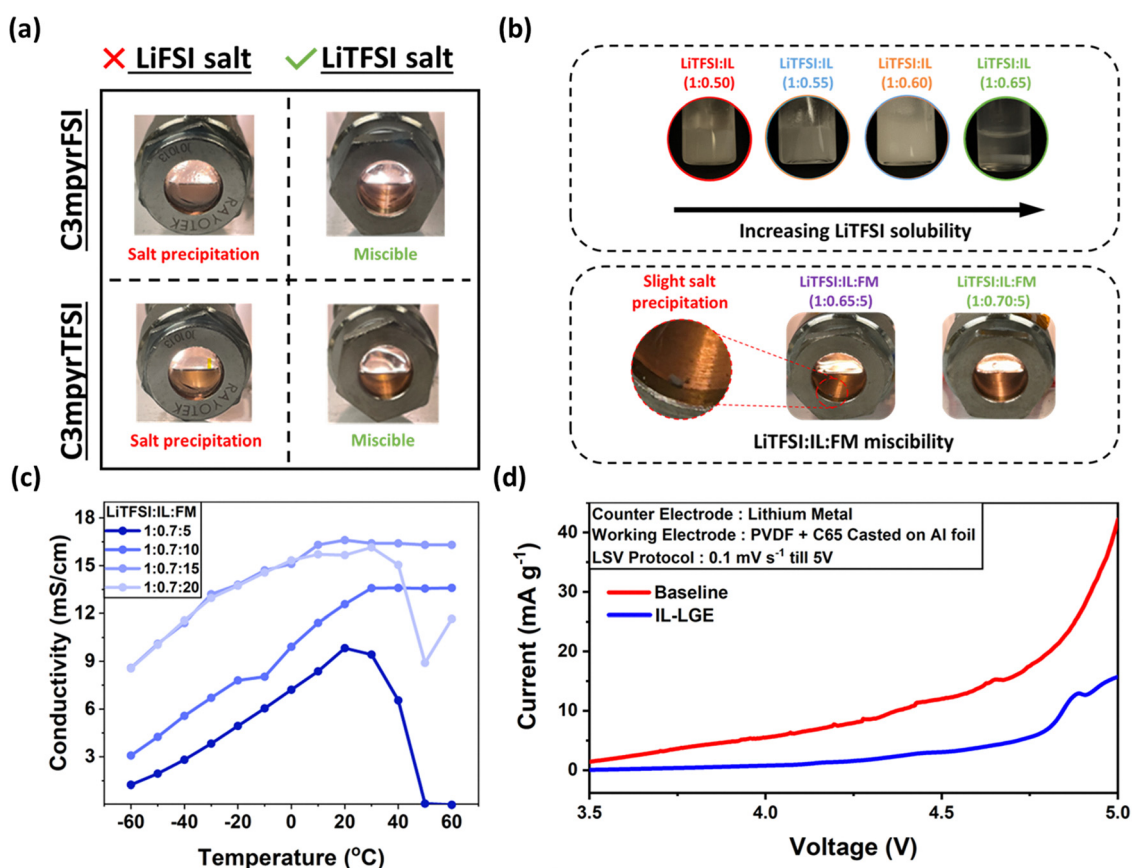 (a)
LiFSI salt
LiTFSI salt
C3mpyrFSI
101013
RAYOTEK
Salt precipitation
Miscible
C3mpyrTFSI
101013
RAYOTEK
Salt precipitation
Miscible
(b)
LiTFSI:IL
(1:0.50)
LiTFSI:IL
(1:0.55)
LiTFSI:IL
(1:0.60)
LiTFSI:IL
(1:0.65)
Increasing LiTFSI solubility
Slight salt
precipitation
LiTFSI:IL:FM
(1:0.65:5)
LiTFSI:IL:FM
(1:0.70:5)
LiTFSI:IL:FM miscibility
(c)
LiTFSI:IL:FM
1:0.7:5
1:0.7:10
1:0.7:15
1:0.7:20
Conductivity (mS/cm)
18
15
12
9
6
3
-60 -40 -20 0 20 40 60
Temperature (°C)
(d)
Counter Electrode : Lithium Metal
Working Electrode : PVDF + C65 Casted on Al foil
LSV Protocol : 0.1 mV s⁻¹ till 5V
Baseline
IL-LGE
Current (mA g⁻¹)
40
30
20
10
0
3.5 4.0 4.5 5.0
Voltage (V)